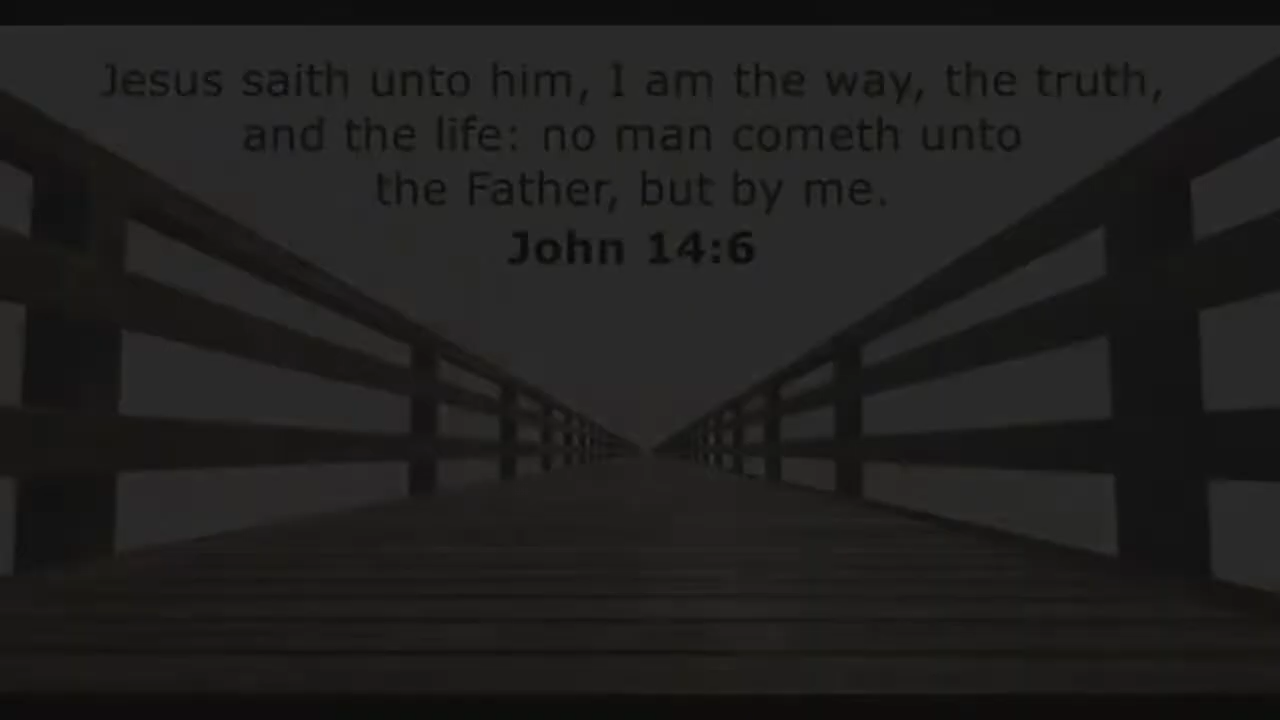 Jesus saith unto him, I am the way, the truth,
and the life: no man cometh unto
the Father, but by me.
John 14:6